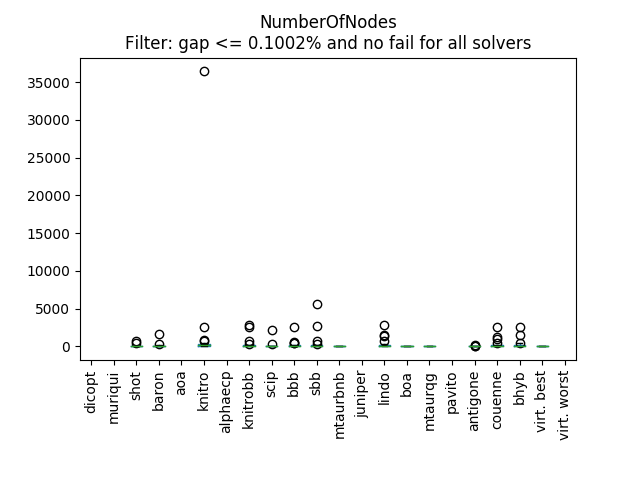 NumberOfNodes
Filter: gap <= 0.1002% and no fail for all solvers
35000
30000
25000
20000
15000
10000
5000
0
dicopt
muriqui
shot
baron
aoa
knitro
alphaecp
knitrobb
scip
bbb
sbb
mtaurbnb
juniper
lindo
boa
mtaurqg
pavito
antigone
couenne
bhyb
virt. best
virt. worst